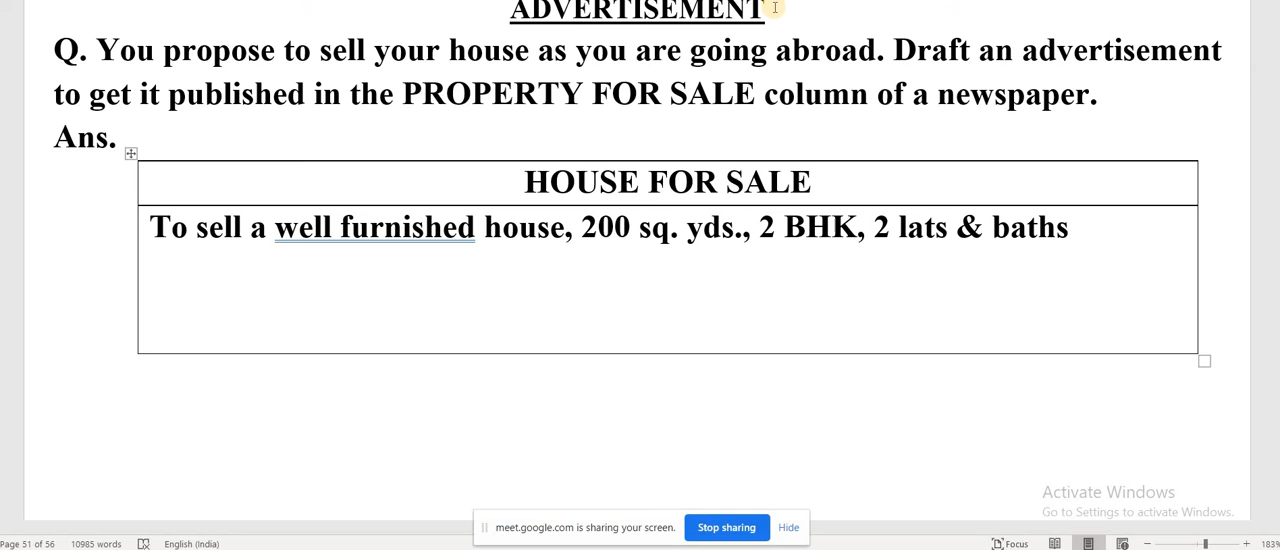 ADVERTISEMENT
Q. You propose to sell your house as you are going abroad. Draft an advertisement
to get it published in the PROPERTY FOR SALE column of a newspaper.
Ans.
HOUSE FOR SALE
To sell a well furnished house, 200 sq. yds., 2 BHK, 2 lats & baths
Activate Windows
Go to Settings to activate Windows.
meet.google.com is sharing your screen. Stop sharing Hide
Page 51 of 56 10985 words English (India) Focus 183%